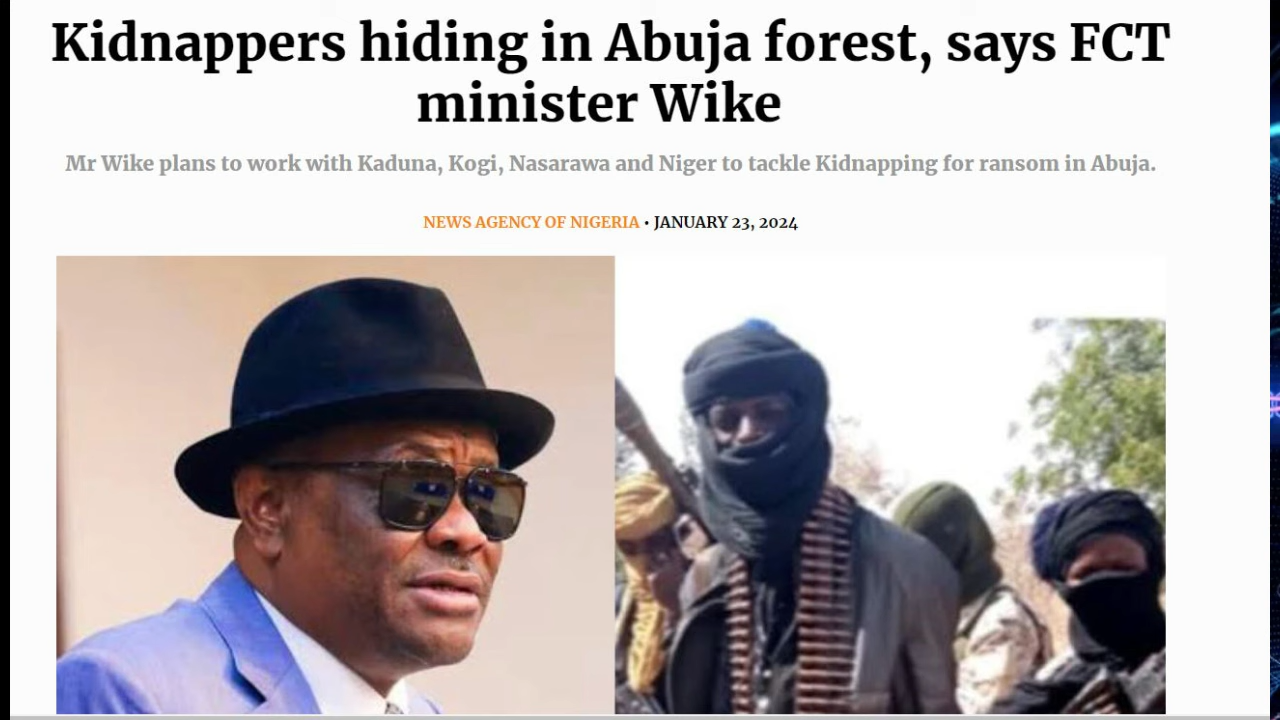 Kidnappers hiding in Abuja forest, says FCT
minister Wike
Mr Wike plans to work with Kaduna, Kogi, Nasarawa and Niger to tackle Kidnapping for ransom in Abuja.
NEWS AGENCY OF NIGERIA • JANUARY 23, 2024